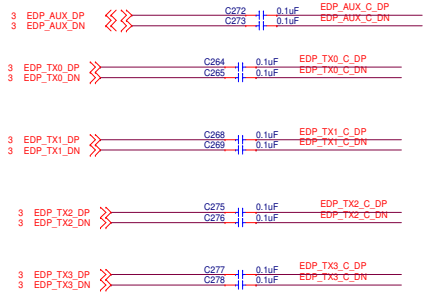 3 EDP_AUX_DP C272 0.1uF EDP_AUX_C_DP
3 EDP_AUX_DN C273 0.1uF EDP_AUX_C_DN
3 EDP_TX0_DP C264 0.1uF EDP_TX0_C_DP
3 EDP_TX0_DN C265 0.1uF EDP_TX0_C_DN
3 EDP_TX1_DP C268 0.1uF EDP_TX1_C_DP
3 EDP_TX1_DN C269 0.1uF EDP_TX1_C_DN
3 EDP_TX2_DP C275 0.1uF EDP_TX2_C_DP
3 EDP_TX2_DN C276 0.1uF EDP_TX2_C_DN
3 EDP_TX3_DP C277 0.1uF EDP_TX3_C_DP
3 EDP_TX3_DN C278 0.1uF EDP_TX3_C_DN